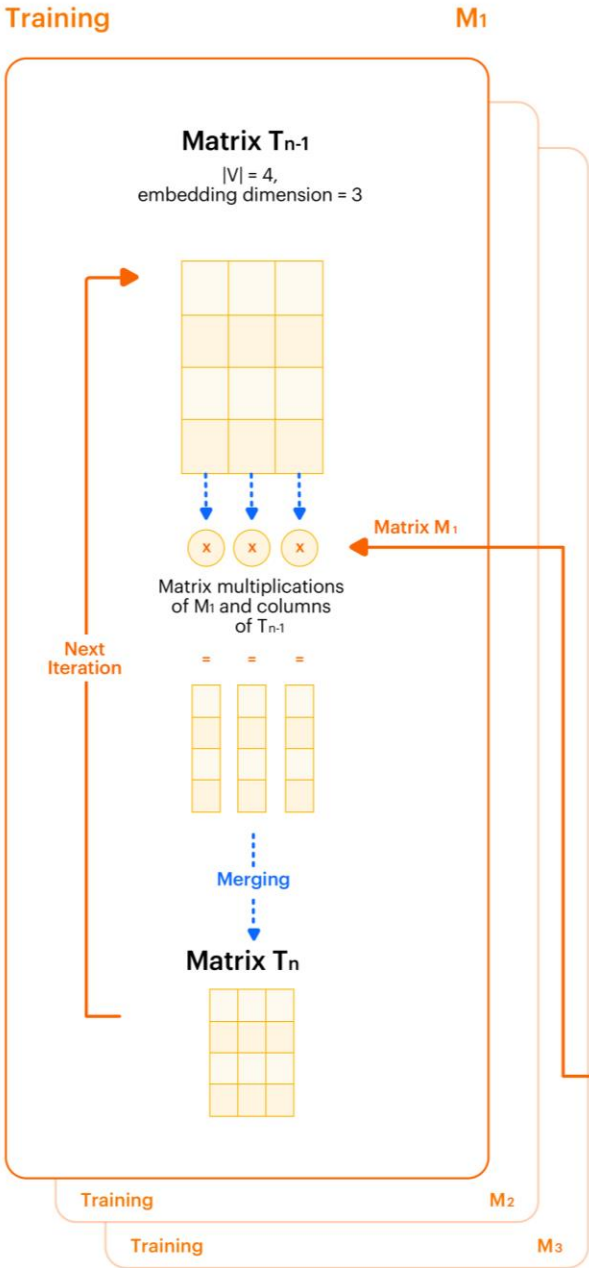 Training M₁
Matrix Tn-1
|V| = 4,
embedding dimension = 3
Matrix M₁
x x x
Matrix multiplications
of M₁ and columns
of Tn-1
Next
Iteration
= = =
Merging
Matrix Tn
Training M₂
Training M₃